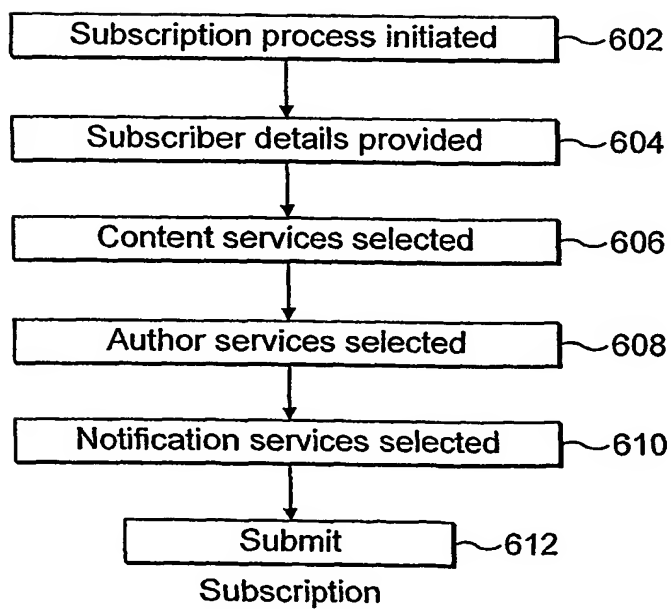 Subscription process initiated 602
Subscriber details provided 604
Content services selected 606
Author services selected 608
Notification services selected 610
Submit 612
Subscription